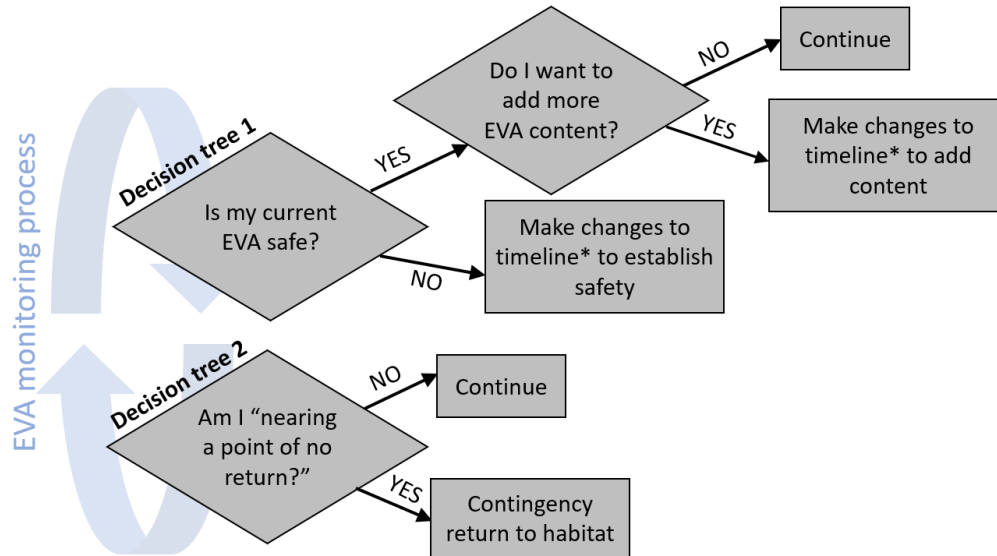 EVA monitoring process
Decision tree 1
Is my current
EVA safe?
YES
NO
Do I want to
add more
EVA content?
NO
Continue
YES
Make changes to
timeline* to add
content
Make changes to
timeline* to establish
safety
Decision tree 2
Am I “nearing
a point of no
return?”
NO
Continue
YES
Contingency
return to habitat